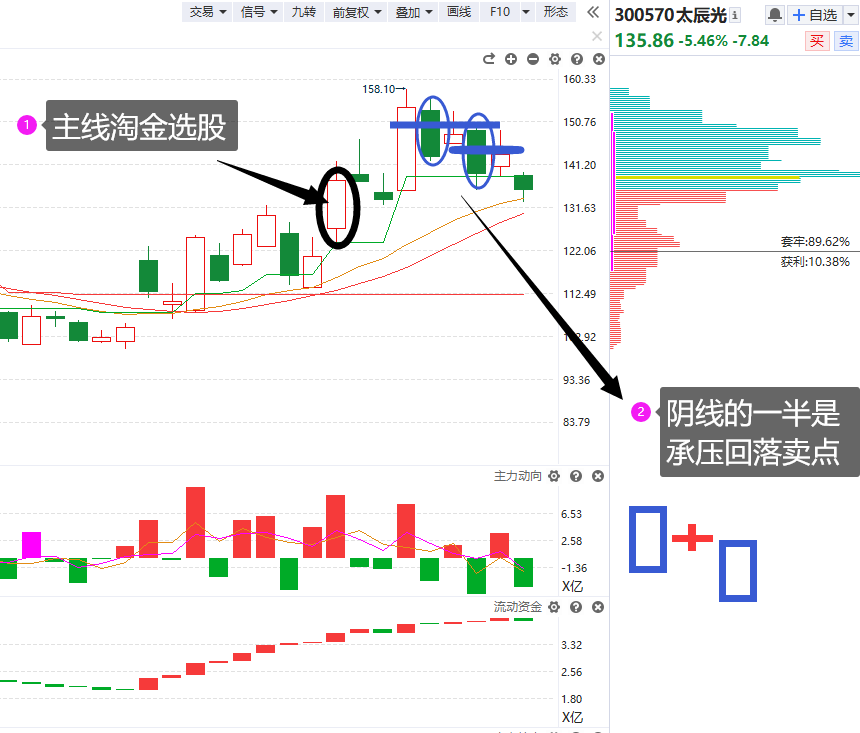 交易 信号 九转 前复权 叠加 画线 F10 形态
300570太辰光 自选
135.86 -5.46% -7.84 买 卖
160.33
158.10
150.76
1 主线淘金选股
141.20
131.63
122.06
套牢:89.62%
获利:10.38%
112.49
93.36
83.79
2 阴线的一半是
承压回落卖点
主力动向
6.53
2.58
-1.36
X亿
流动资金
3.32
2.56
1.80
X亿